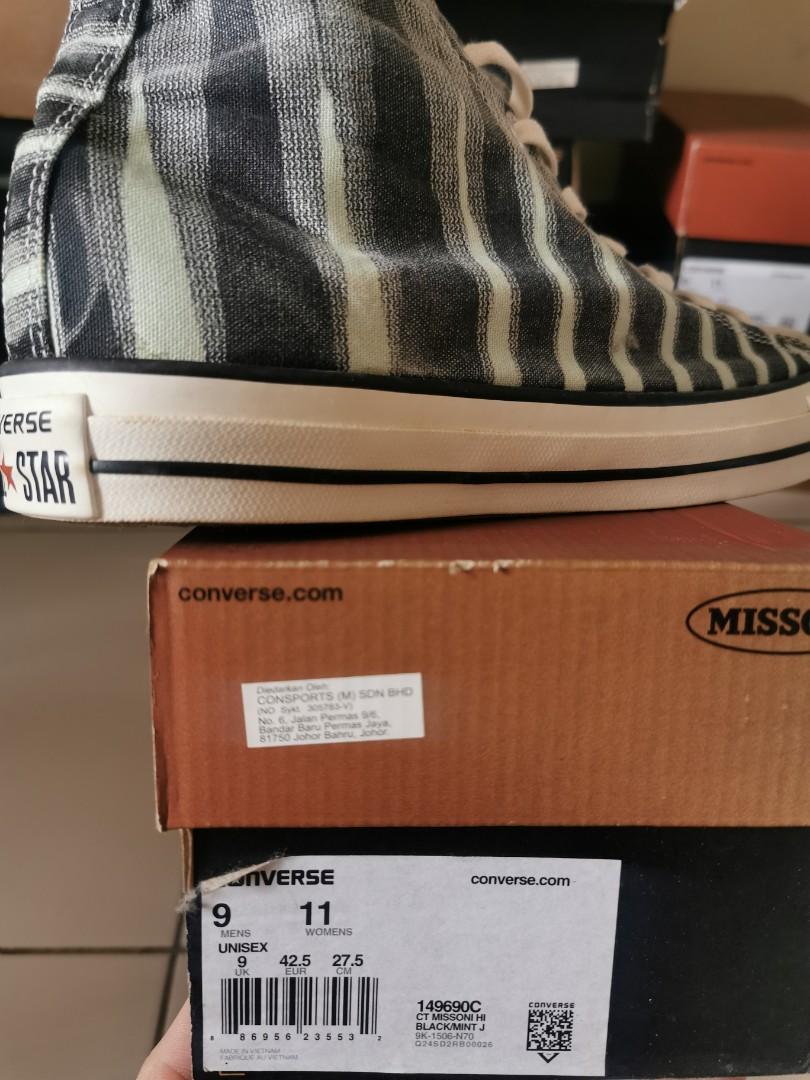 VERSE
STAR
converse.com
MISSO
Diedarkan Oleh:
CONSPORTS (M) SDN BHD
(NO. Sykt. 305783-V)
No. 6, Jalan Permas 9/6,
Bandar Baru Permas Jaya,
81750 Johor Bahru, Johor.
CONVERSE
converse.com
9 11
MENS WOMENS
UNISEX
9 42.5 27.5
UK EUR CM
149690C
CT MISSONI HI
BLACK/MINT J
9K-1506-N70
Q24SD2RB00026
CONVERSE
8 86956 23553 2
MADE IN VIETNAM
FABRIQUE AU VIETNAM